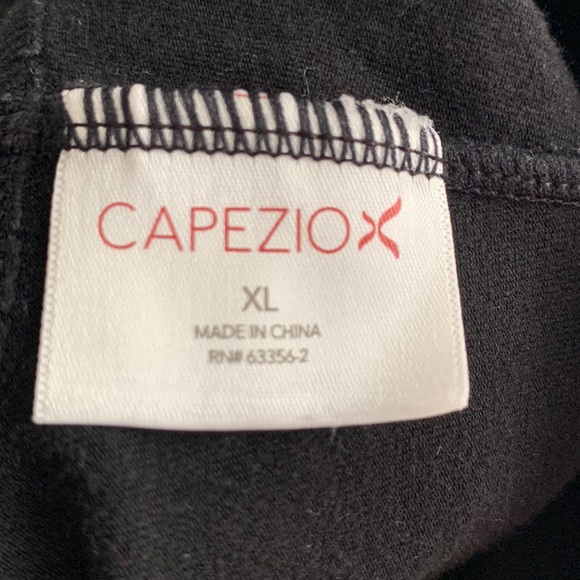 CAPEZIO
XL
MADE IN CHINA
RN# 63356-2